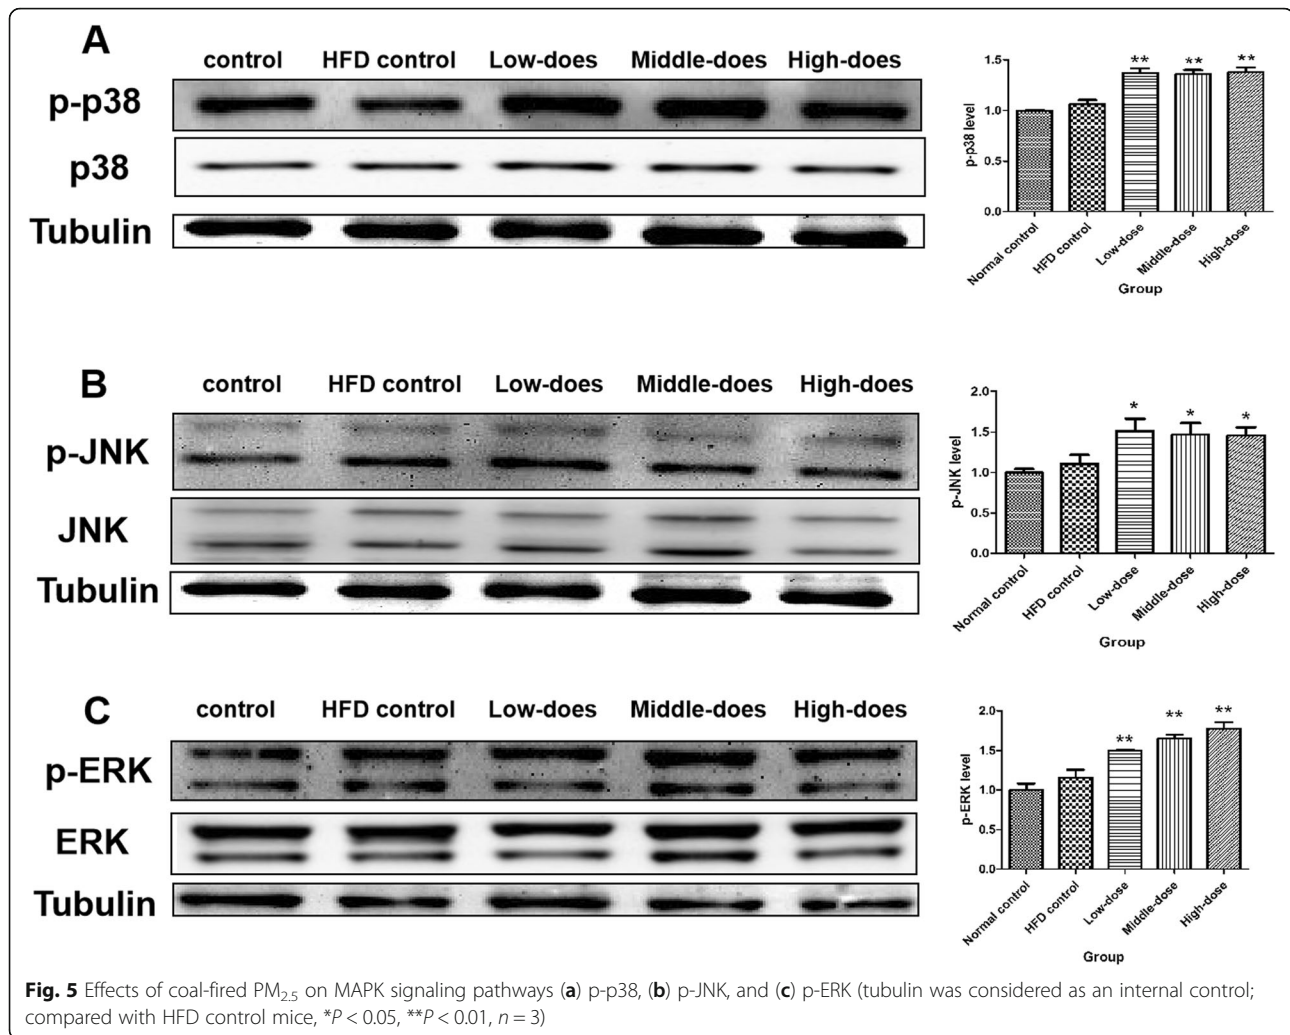 A
control HFD control Low-does Middle-does High-does
p-p38
p38
Tubulin
1.5
1.0
0.5
0.0
p-p38 level
** ** **
Normal control
HFD control
Low-dose
Middle-dose
High-dose
Group
B
control HFD control Low-does Middle-does High-does
p-JNK
JNK
Tubulin
2.0
1.5
1.0
0.5
0.0
p-JNK level
* * *
Normal control
HFD control
Low-dose
Middle-dose
High-dose
Group
C
control HFD control Low-does Middle-does High-does
p-ERK
ERK
Tubulin
2.0
1.5
1.0
0.5
0.0
p-ERK level
** ** **
Normal control
HFD control
Low-dose
Middle-dose
High-dose
Group
Fig. 5 Effects of coal-fired PM2.5 on MAPK signaling pathways (a) p-p38, (b) p-JNK, and (c) p-ERK (tubulin was considered as an internal control;
compared with HFD control mice, *P < 0.05, **P < 0.01, n = 3)